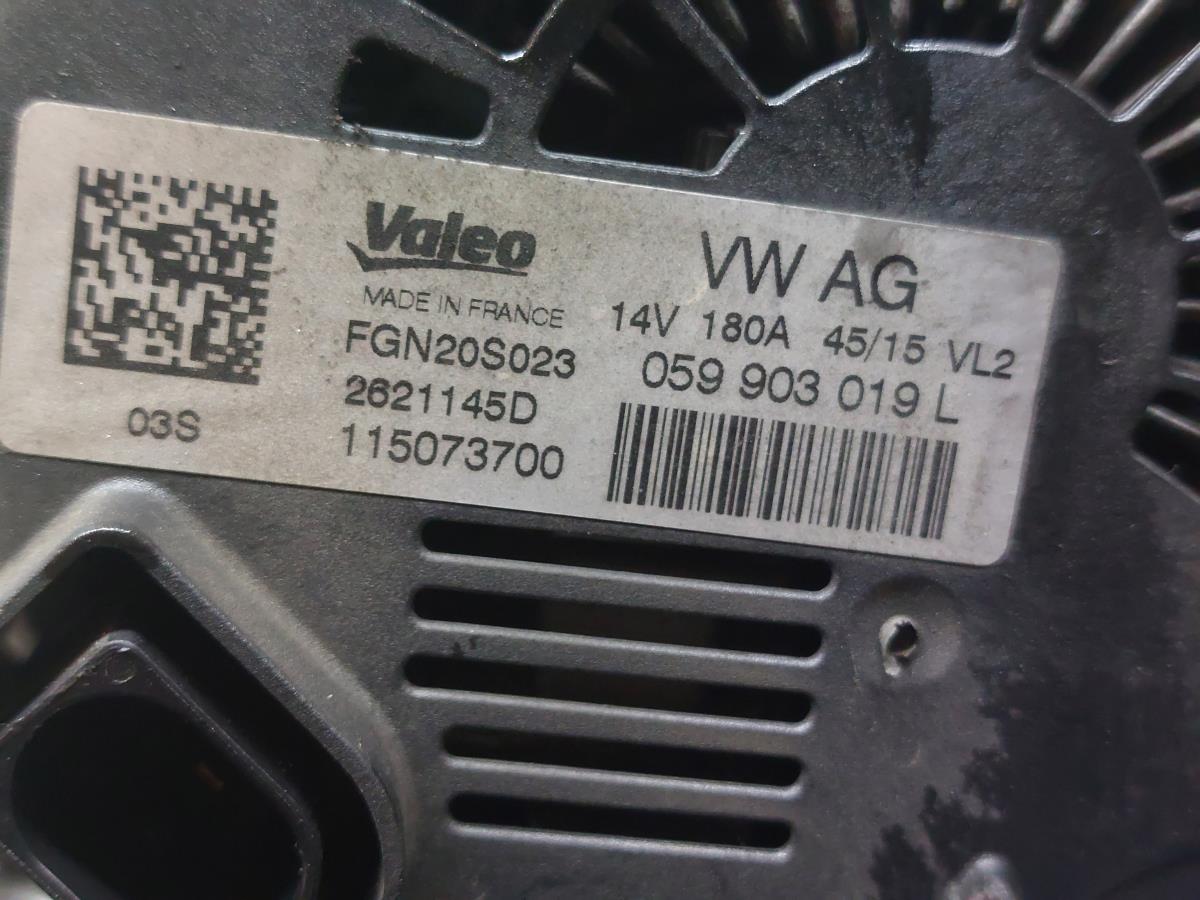 Valeo
MADE IN FRANCE
FGN20S023
2621145D
115073700
03S
VW AG
14V 180A 45/15 VL2
059 903 019 L